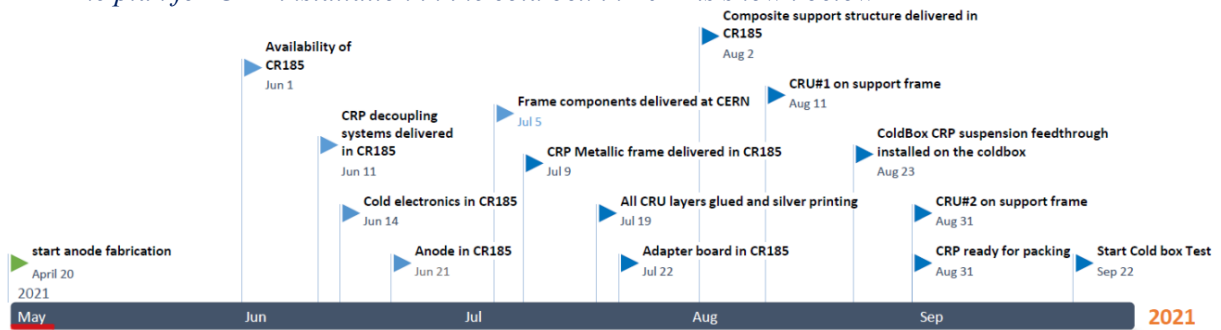 Composite support structure delivered in
CR185
Aug 2
Availability of
CR185
Jun 1
CRU#1 on support frame
Aug 11
Frame components delivered at CERN
Jul 5
CRP decoupling
systems delivered
in CR185
Jun 11
ColdBox CRP suspension feedthrough
installed on the coldbox
Aug 23
CRP Metallic frame delivered in CR185
Jul 9
Cold electronics in CR185
Jun 14
All CRU layers glued and silver printing
Jul 19
CRU#2 on support frame
Aug 31
start anode fabrication
April 20
Anode in CR185
Jun 21
Adapter board in CR185
Jul 22
CRP ready for packing
Aug 31
Start Cold box Test
Sep 22
2021
May Jun Jul Aug Sep 2021